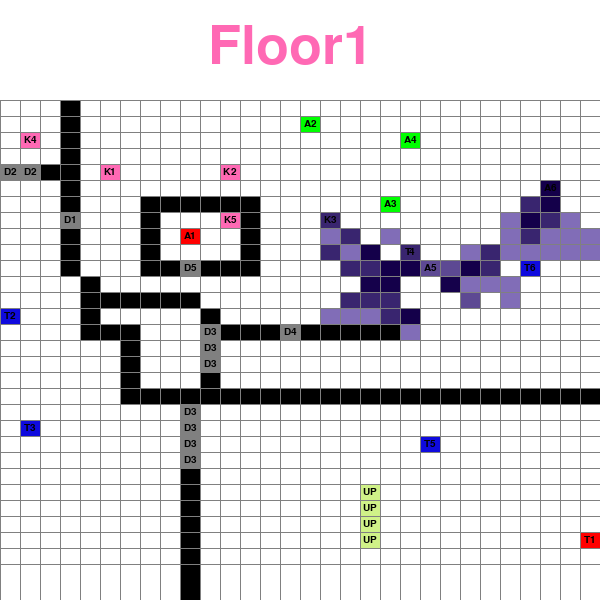 Floor1
A2
K4 A4
D2 D2 K1 K2
A3
D1 K5 K3
A1
T4
D5 A5 T6
T2
D3 D4
D3
D3
D3
T3 D3
D3 T5
D3
UP
UP
UP
UP T1